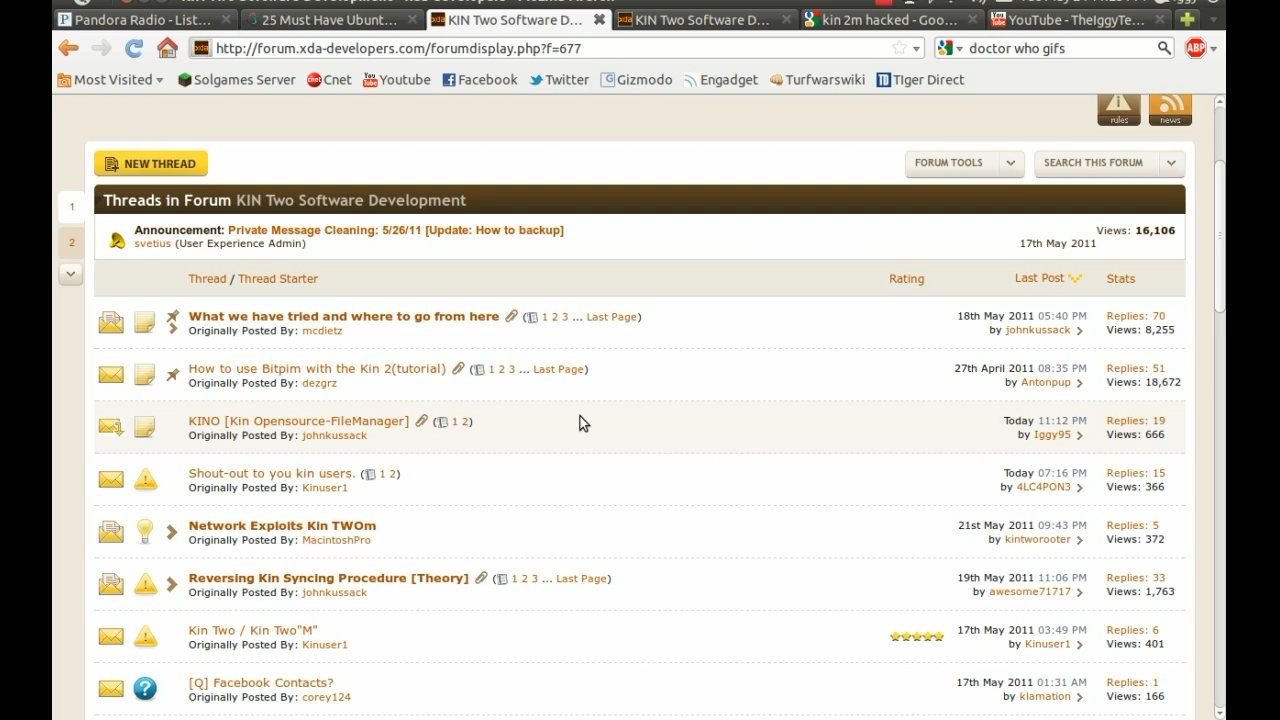 Pandora Radio - List...
25 Must Have Ubunt...
KIN Two Software D...
KIN Two Software D...
kin 2m hacked - Goo...
YouTube - TheIggyTe...
http://forum.xda-developers.com/forumdisplay.php?f=677
doctor who gifs
ABP
Most Visited
Solgames Server
Cnet
Youtube
Facebook
Twitter
Gizmodo
Engadget
Turfwarswiki
TIger Direct
rules
news
NEW THREAD
FORUM TOOLS
SEARCH THIS FORUM
1
2
Threads in Forum KIN Two Software Development
Announcement: Private Message Cleaning: 5/26/11 [Update: How to backup]
Views: 16,106
svetius (User Experience Admin)
17th May 2011
Thread / Thread Starter
Rating
Last Post
Stats
What we have tried and where to go from here ( 1 2 3 ... Last Page)
Originally Posted By: mcdietz
18th May 2011 05:40 PM
by johnkussack
Replies: 70
Views: 8,255
How to use Bitpim with the Kin 2(tutorial) ( 1 2 3 ... Last Page)
Originally Posted By: dezgrz
27th April 2011 08:35 PM
by Antonpup
Replies: 51
Views: 18,672
KINO [Kin Opensource-FileManager] ( 1 2)
Originally Posted By: johnkussack
Today 11:12 PM
by Iggy95
Replies: 19
Views: 666
Shout-out to you kin users. ( 1 2)
Originally Posted By: Kinuser1
Today 07:16 PM
by 4LC4PON3
Replies: 15
Views: 366
Network Exploits Kin TWOm
Originally Posted By: MacintoshPro
21st May 2011 09:43 PM
by kintworooter
Replies: 5
Views: 372
Reversing Kin Syncing Procedure [Theory] ( 1 2 3 ... Last Page)
Originally Posted By: johnkussack
19th May 2011 11:06 PM
by awesome71717
Replies: 33
Views: 1,763
Kin Two / Kin Two"M"
Originally Posted By: Kinuser1
17th May 2011 03:49 PM
by Kinuser1
Replies: 6
Views: 401
[Q] Facebook Contacts?
Originally Posted By: corey124
17th May 2011 01:31 AM
by klamation
Replies: 1
Views: 166